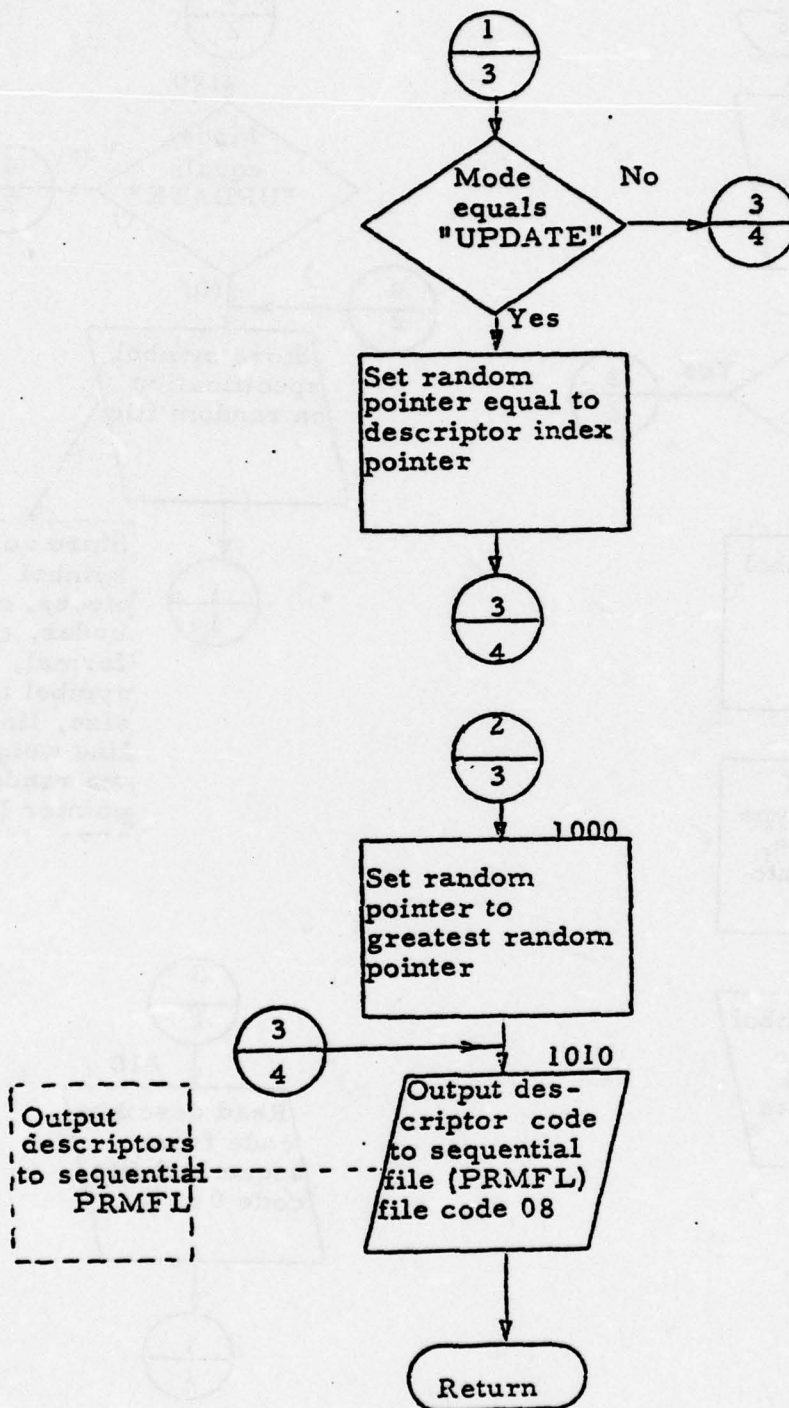 1
3
Mode
equals
"UPDATE"
No
3
4
Yes
Set random
pointer equal to
descriptor index
pointer
3
4
2
3
1000
Set random
pointer to
greatest random
pointer
3
4
1010
Output des-
criptor code
to sequential
file (PRMFL)
file code 08
Output
descriptors
to sequential
PRMFL
Return